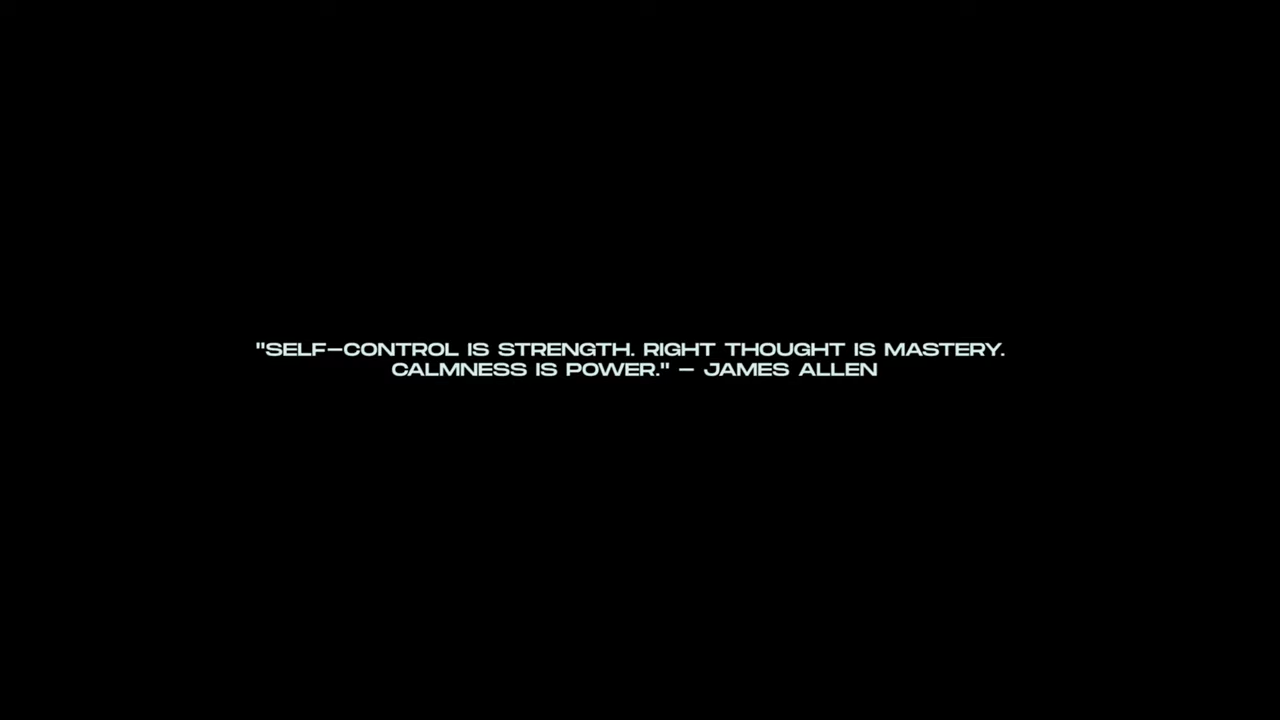 "SELF-CONTROL IS STRENGTH. RIGHT THOUGHT IS MASTERY.
CALMNESS IS POWER." - JAMES ALLEN